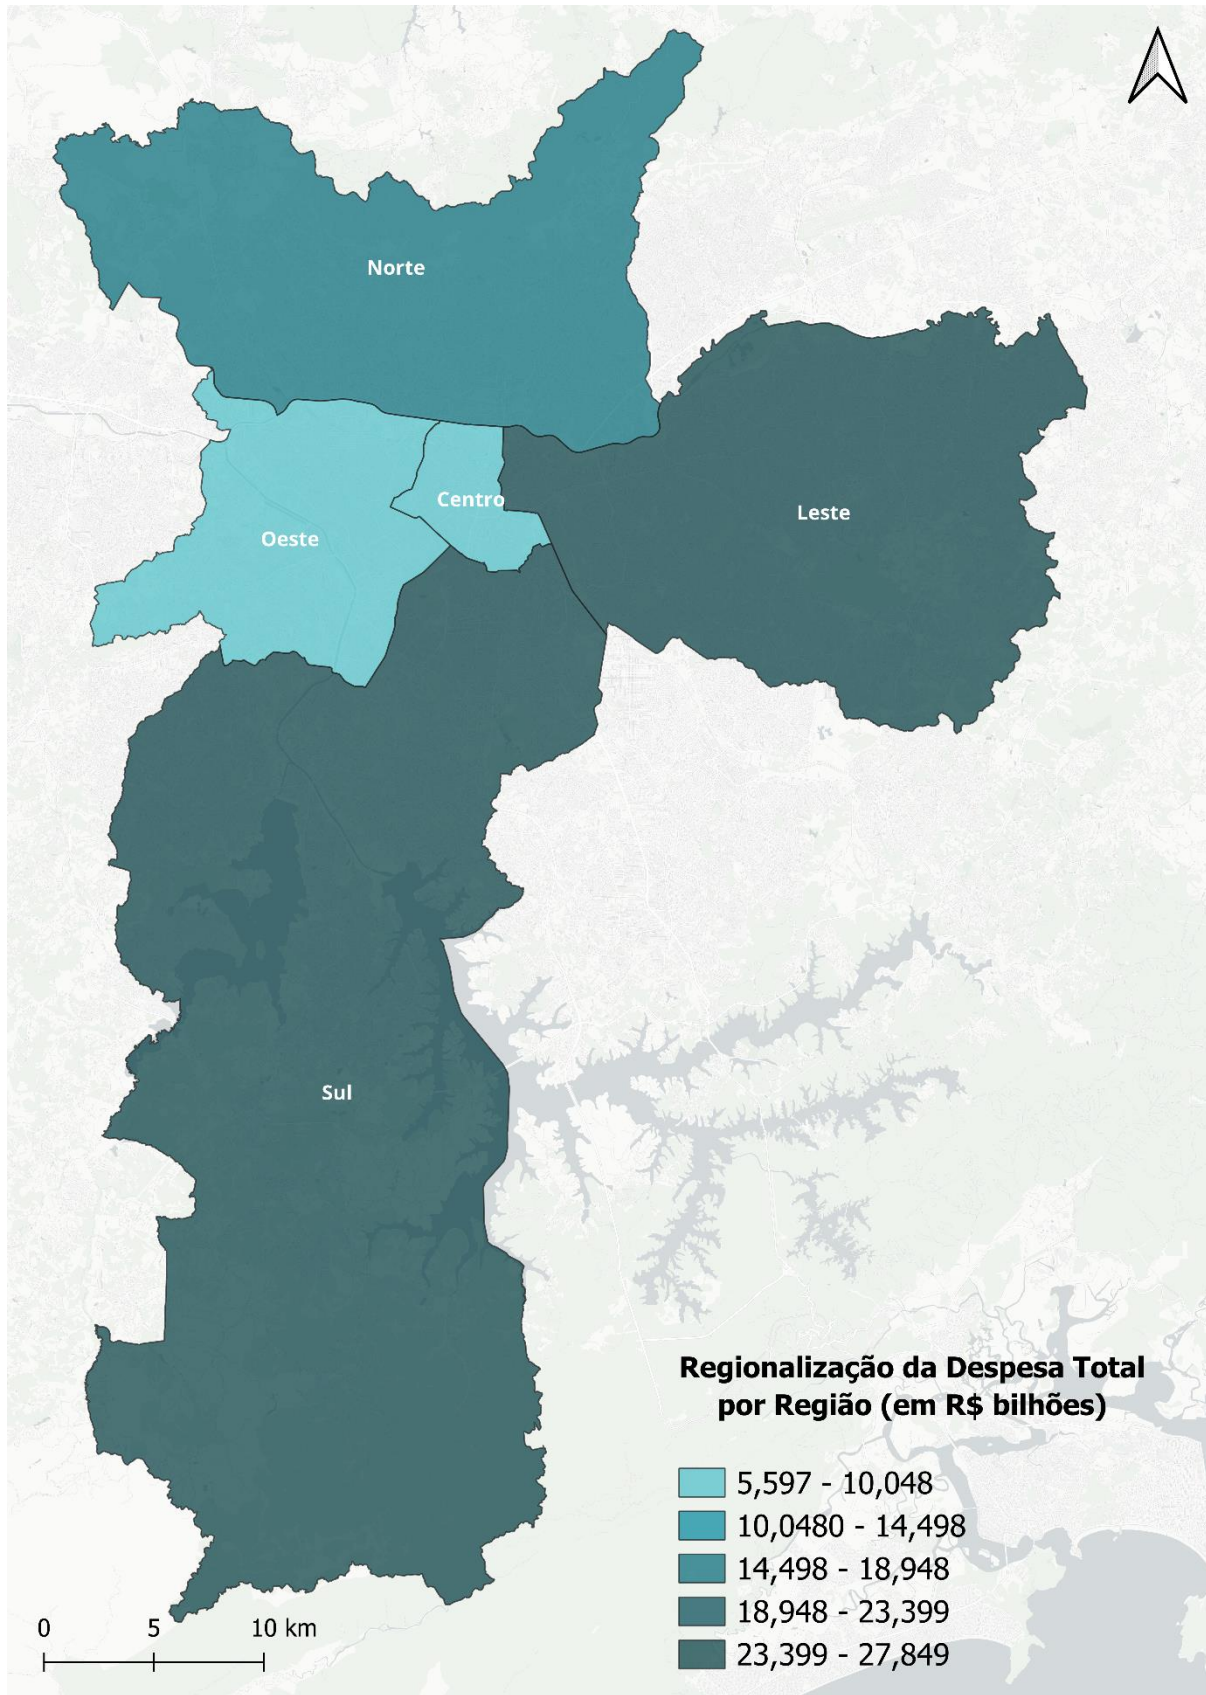 Norte
Leste
Centro
Oeste
Sul
Regionalização da Despesa Total
por Região (em R$ bilhões)
5,597 - 10,048
10,0480 - 14,498
14,498 - 18,948
18,948 - 23,399
23,399 - 27,849
0 5 10 km